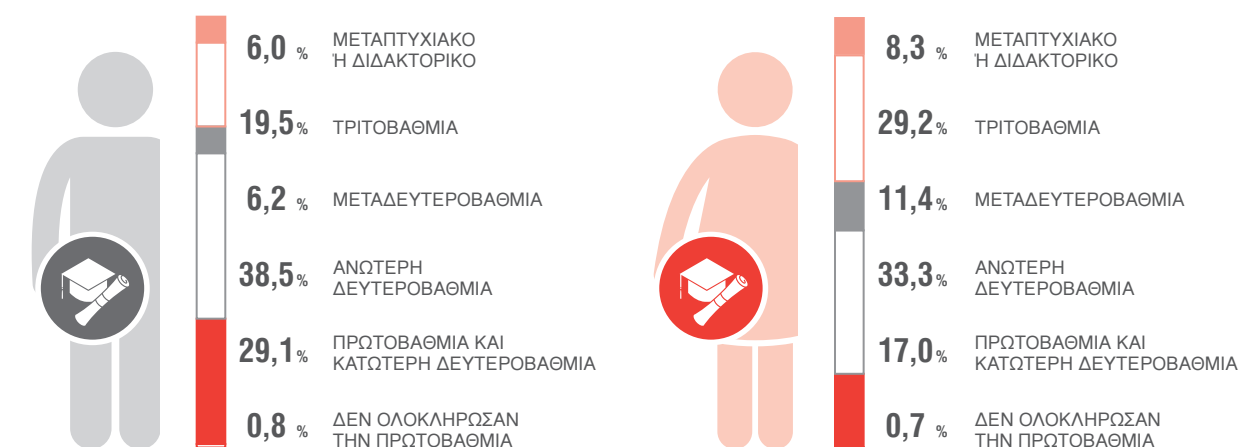 6,0 % ΜΕΤΑΠΤΥΧΙΑΚΟ
Ή ΔΙΔΑΚΤΟΡΙΚΟ
19,5% ΤΡΙΤΟΒΑΘΜΙΑ
6,2 % ΜΕΤΑΔΕΥΤΕΡΟΒΑΘΜΙΑ
38,5% ΑΝΩΤΕΡΗ
ΔΕΥΤΕΡΟΒΑΘΜΙΑ
29,1% ΠΡΩΤΟΒΑΘΜΙΑ ΚΑΙ
ΚΑΤΩΤΕΡΗ ΔΕΥΤΕΡΟΒΑΘΜΙΑ
0,8 % ΔΕΝ ΟΛΟΚΛΗΡΩΣΑΝ
ΤΗΝ ΠΡΩΤΟΒΑΘΜΙΑ
8,3 % ΜΕΤΑΠΤΥΧΙΑΚΟ
Ή ΔΙΔΑΚΤΟΡΙΚΟ
29,2% ΤΡΙΤΟΒΑΘΜΙΑ
11,4% ΜΕΤΑΔΕΥΤΕΡΟΒΑΘΜΙΑ
33,3% ΑΝΩΤΕΡΗ
ΔΕΥΤΕΡΟΒΑΘΜΙΑ
17,0% ΠΡΩΤΟΒΑΘΜΙΑ ΚΑΙ
ΚΑΤΩΤΕΡΗ ΔΕΥΤΕΡΟΒΑΘΜΙΑ
0,7 % ΔΕΝ ΟΛΟΚΛΗΡΩΣΑΝ
ΤΗΝ ΠΡΩΤΟΒΑΘΜΙΑ